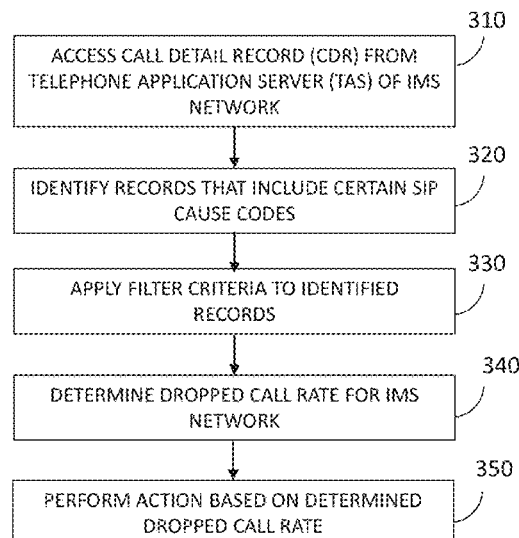 310
ACCESS CALL DETAIL RECORD (CDR) FROM
TELEPHONE APPLICATION SERVER (TAS) OF IMS
NETWORK
320
IDENTIFY RECORDS THAT INCLUDE CERTAIN SIP
CAUSE CODES
330
APPLY FILTER CRITERIA TO IDENTIFIED
RECORDS
340
DETERMINE DROPPED CALL RATE FOR IMS
NETWORK
350
PERFORM ACTION BASED ON DETERMINED
DROPPED CALL RATE